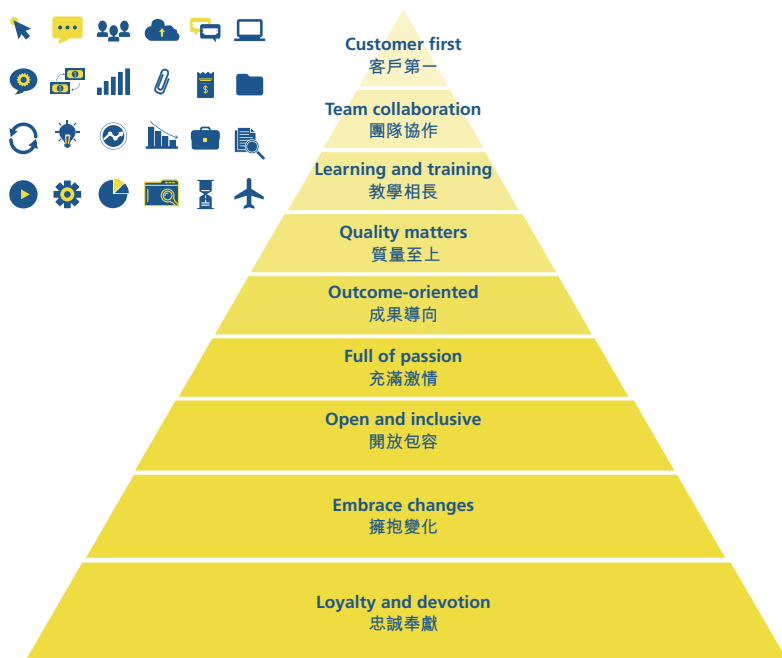 Customer first
客戶第一
Team collaboration
團隊協作
Learning and training
教學相長
Quality matters
質量至上
Outcome-oriented
成果導向
Full of passion
充滿激情
Open and inclusive
開放包容
Embrace changes
擁抱變化
Loyalty and devotion
忠誠奉獻